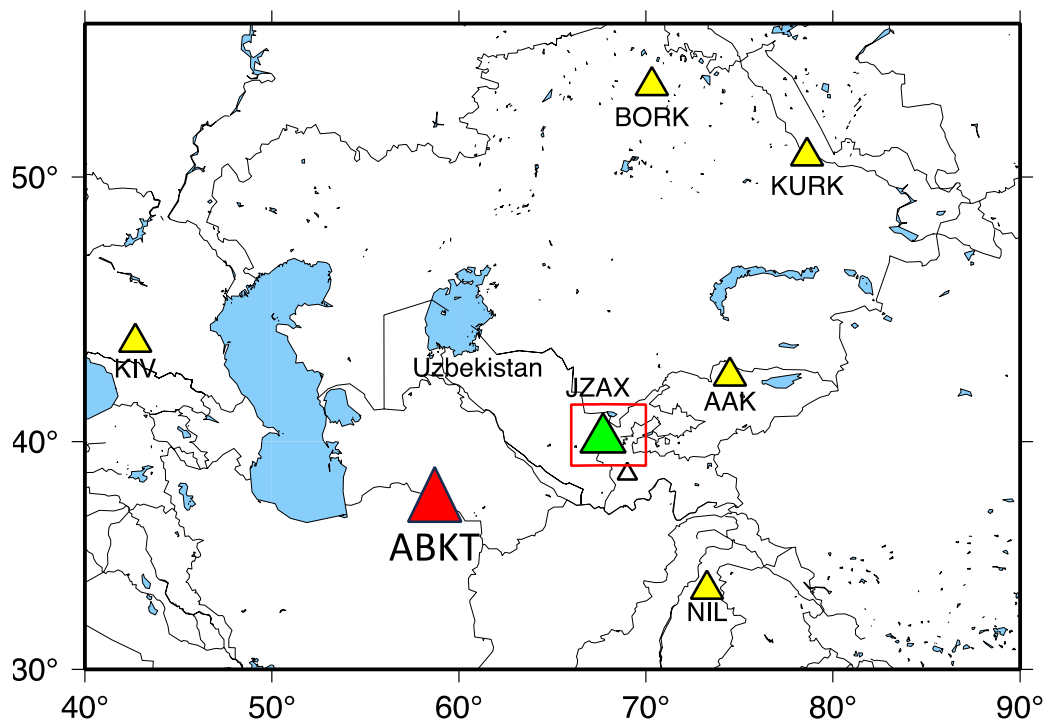 BORK
50°
KURK
KIV
Uzbekistan
JZAX
AAK
40°
ABKT
NIL
30°
40°
50°
60°
70°
80°
90°